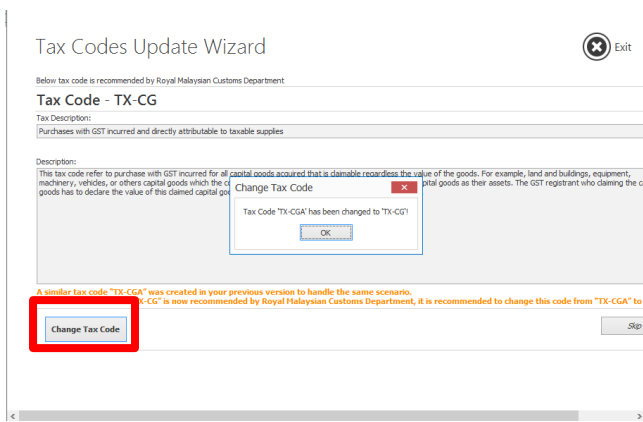 Tax Codes Update Wizard
Exit
Below tax code is recommended by Royal Malaysian Customs Department
Tax Code - TX-CG
Tax Description:
Purchases with GST incurred and directly attributable to taxable supplies
Description:
This tax code refer to purchase with GST incurred for all capital goods acquired that is claimable regardless the value of the goods. For example, land and buildings, equipment,
machinery, vehicles, or others capital goods which the co
pital goods as their assets. The GST registrant who claiming the ca
goods has to declare the value of this claimed capital goo
Change Tax Code
Tax Code 'TX-CGA' has been changed to 'TX-CG'!
OK
A similar tax code "TX-CGA" was created in your previous version to handle the same scenario.
X-CG" is now recommended by Royal Malaysian Customs Department, it is recommended to change this code from "TX-CGA" to
Change Tax Code
Skip